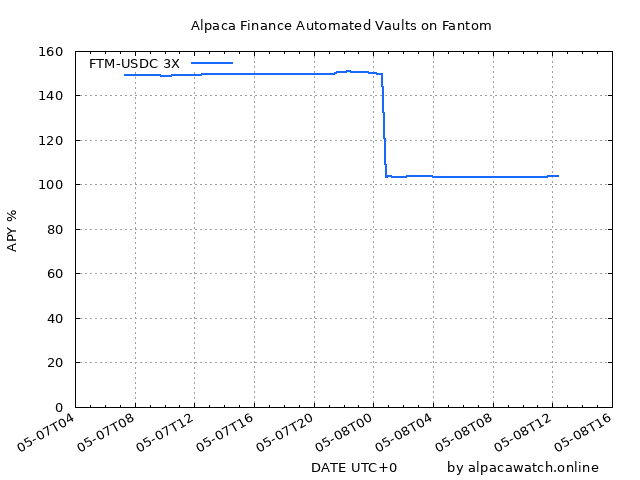 Alpaca Finance Automated Vaults on Fantom
FTM-USDC 3X
160
140
120
100
80
60
40
20
0
APY %
05-07T04
05-07T08
05-07T12
05-07T16
05-07T20
05-08T00
05-08T04
05-08T08
05-08T12
05-08T16
DATE UTC+0
by alpacawatch.online